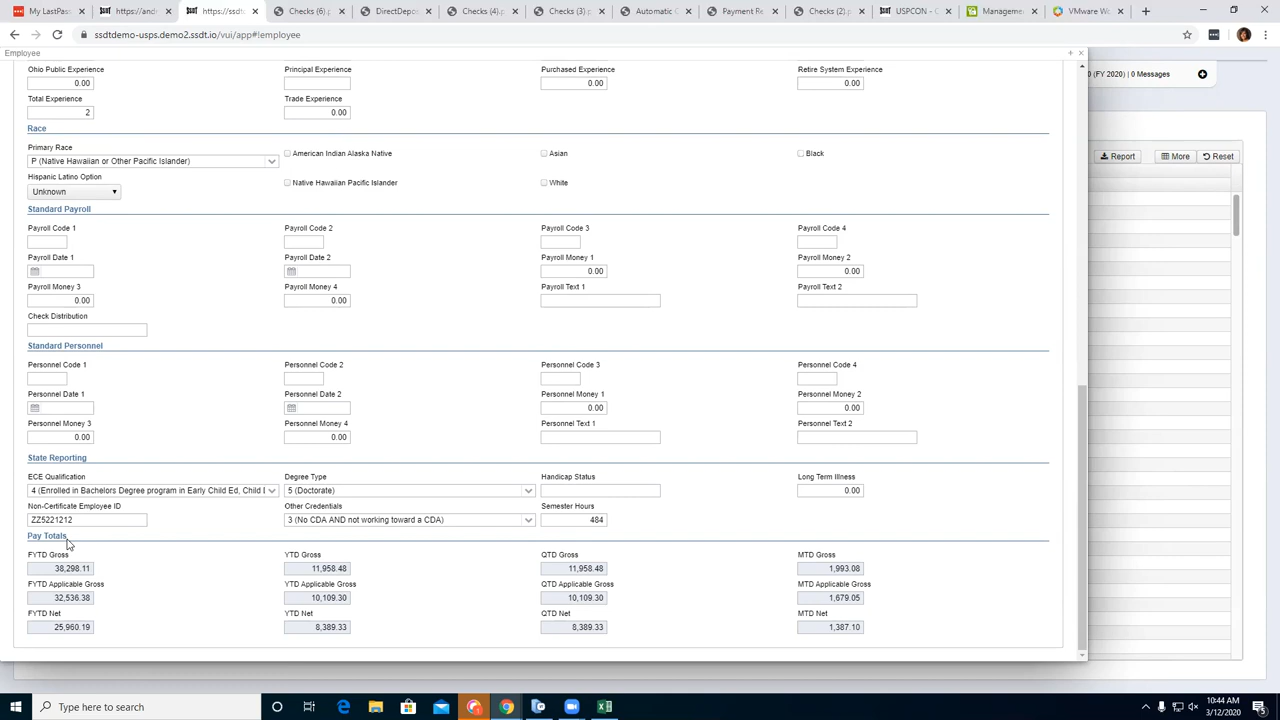 My LastPass
https://andre
https://ssdt
Checks (6).p
DirectDepos
Checks (4).p
Checks (3).p
Automatic C
Payment Re
Checks (2).p
USPCON - C
Manageme
VMware Wo
ssdtdemo-usps.demo2.ssdt.io/vui/app#!employee
Employee
0 (FY 2020) | 0 Messages
Report More Reset
Ohio Public Experience Principal Experience Purchased Experience Retire System Experience
0.00 0.00 0.00
Total Experience Trade Experience
2 0.00
Race
Primary Race
P (Native Hawaiian or Other Pacific Islander) American Indian Alaska Native Asian Black
Hispanic Latino Option
Unknown Native Hawaiian Pacific Islander White
Standard Payroll
Payroll Code 1 Payroll Code 2 Payroll Code 3 Payroll Code 4
Payroll Date 1 Payroll Date 2 Payroll Money 1 Payroll Money 2
0.00 0.00
Payroll Money 3 Payroll Money 4 Payroll Text 1 Payroll Text 2
0.00 0.00
Check Distribution
Standard Personnel
Personnel Code 1 Personnel Code 2 Personnel Code 3 Personnel Code 4
Personnel Date 1 Personnel Date 2 Personnel Money 1 Personnel Money 2
0.00 0.00
Personnel Money 3 Personnel Money 4 Personnel Text 1 Personnel Text 2
0.00 0.00
State Reporting
ECE Qualification Degree Type Handicap Status Long Term Illness
4 (Enrolled in Bachelors Degree program in Early Child Ed, Child 5 (Doctorate) 0.00
Non-Certificate Employee ID Other Credentials Semester Hours
ZZ5221212 3 (No CDA AND not working toward a CDA) 484
Pay Totals
FYTD Gross YTD Gross QTD Gross MTD Gross
38,298.11 11,958.48 11,958.48 1,993.08
FYTD Applicable Gross YTD Applicable Gross QTD Applicable Gross MTD Applicable Gross
32,536.38 10,109.30 10,109.30 1,679.05
FYTD Net YTD Net QTD Net MTD Net
25,960.19 8,389.33 8,389.33 1,387.10
Type here to search
10:44 AM
3/12/2020
5